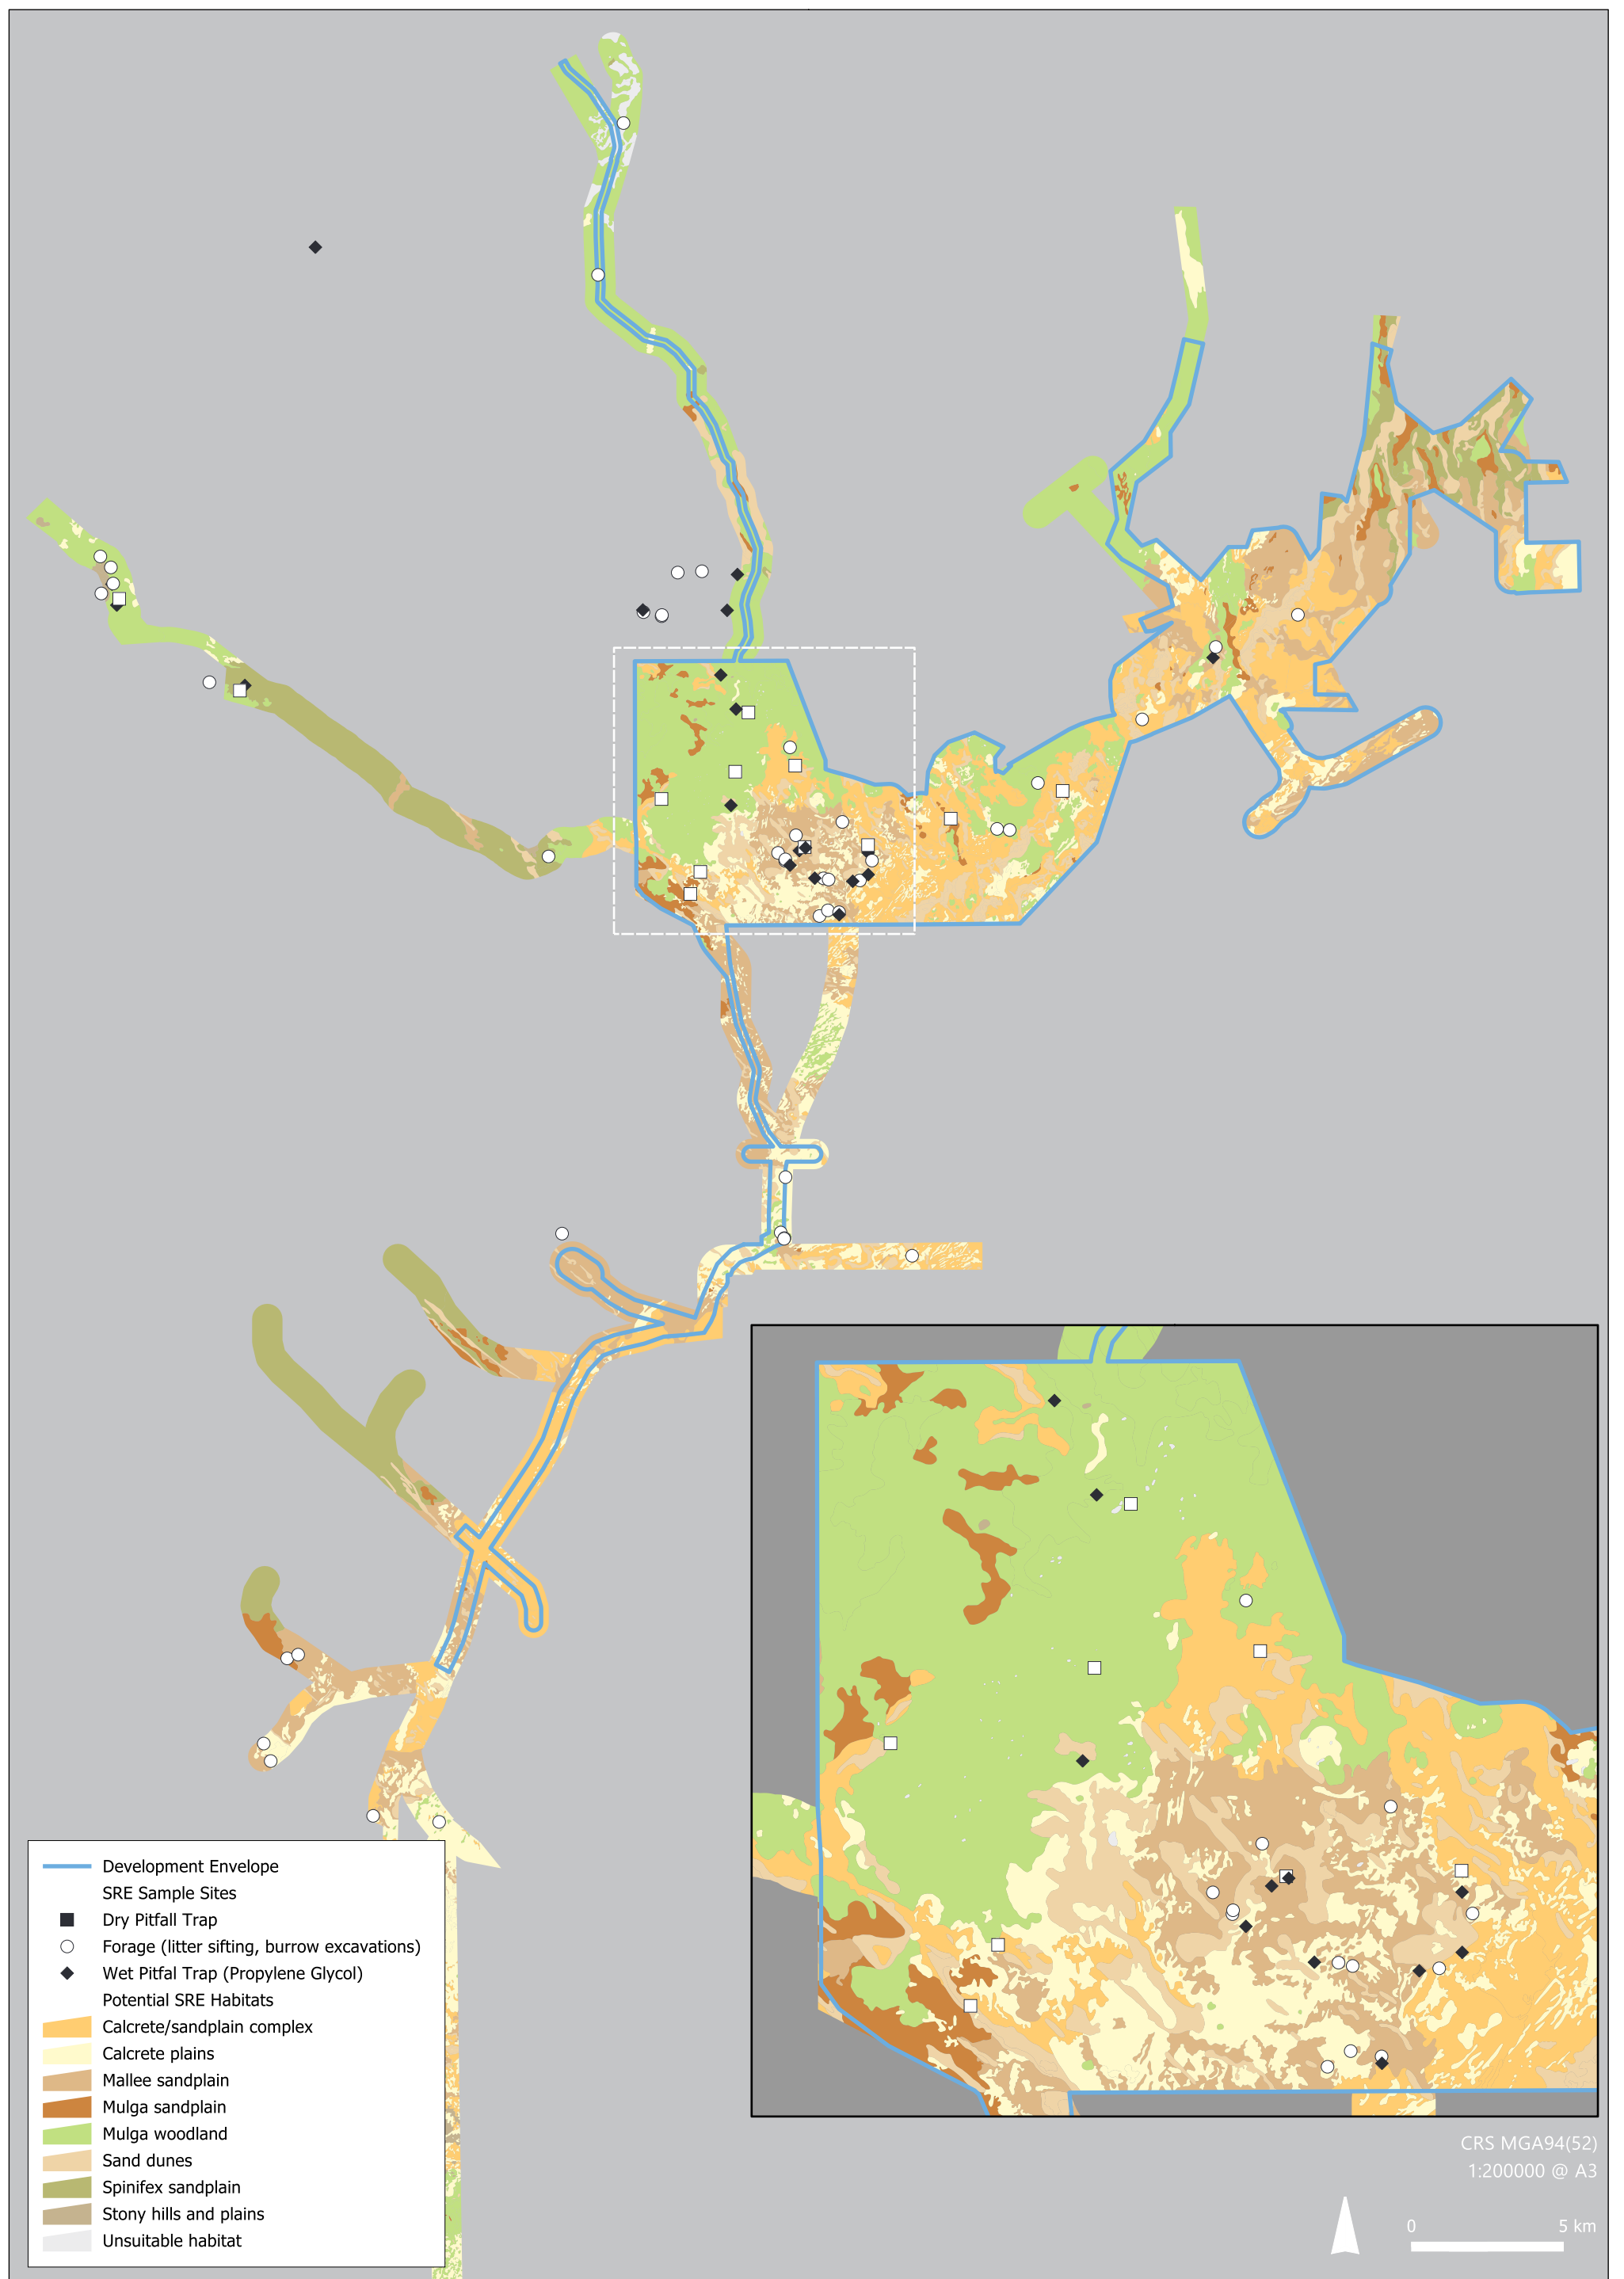 Development Envelope
SRE Sample Sites
Dry Pitfall Trap
Forage (litter sifting, burrow excavations)
Wet Pitfal Trap (Propylene Glycol)
Potential SRE Habitats
Calcrete/sandplain complex
Calcrete plains
Mallee sandplain
Mulga sandplain
Mulga woodland
Sand dunes
Spinifex sandplain
Stony hills and plains
Unsuitable habitat
CRS MGA94(52)
1:200000 @ A3
0 5 km